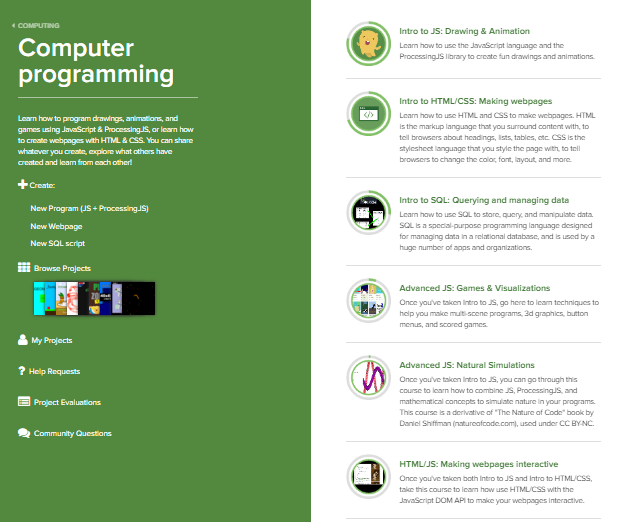 COMPUTING
Computer
programming
Learn how to program drawings, animations, and
games using JavaScript & ProcessingJS, or learn how
to create webpages with HTML & CSS. You can share
whatever you create, explore what others have
created and learn from each other!
Create:
New Program (JS + ProcessingJS)
New Webpage
New SQL script
Browse Projects
My Projects
? Help Requests
Project Evaluations
Community Questions
Intro to JS: Drawing & Animation
Learn how to use the JavaScript language and the
ProcessingJS library to create fun drawings and animations.
</>
Intro to HTML/CSS: Making webpages
Learn how to use HTML and CSS to make webpages. HTML
is the markup language that you surround content with, to
tell browsers about headings, lists, tables, etc. CSS is the
stylesheet language that you style the page with, to tell
browsers to change the color, font, layout, and more.
Intro to SQL: Querying and managing data
Learn how to use SQL to store, query, and manipulate data.
SQL is a special-purpose programming language designed
for managing data in a relational database, and is used by a
huge number of apps and organizations.
Advanced JS: Games & Visualizations
Once you've taken Intro to JS, go here to learn techniques to
help you make multi-scene programs, 3d graphics, button
menus, and scored games.
Advanced JS: Natural Simulations
Once you've taken Intro to JS, you can go through this
course to learn how to combine JS, ProcessingJS, and
mathematical concepts to simulate nature in your programs.
This course is a derivative of "The Nature of Code" book by
Daniel Shiffman (natureofcode.com), used under CC BY-NC.
HTML/JS: Making webpages interactive
Once you've taken both Intro to JS and Intro to HTML/CSS,
take this course to learn how use HTML/CSS with the
JavaScript DOM API to make your webpages interactive.